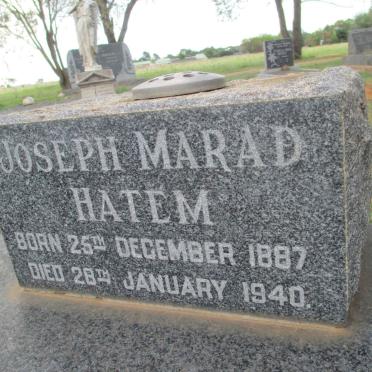 JOSEPH MARAD
HATEM
BORN 25TH DECEMBER 1887
DIED 28TH JANUARY 1940.